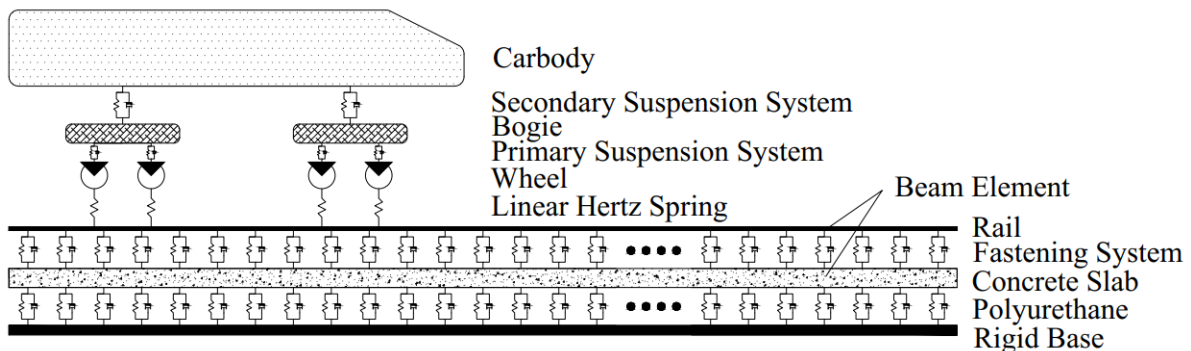 Carbody
Secondary Suspension System
Bogie
Primary Suspension System
Wheel
Linear Hertz Spring
Beam Element
Rail
Fastening System
Concrete Slab
Polyurethane
Rigid Base